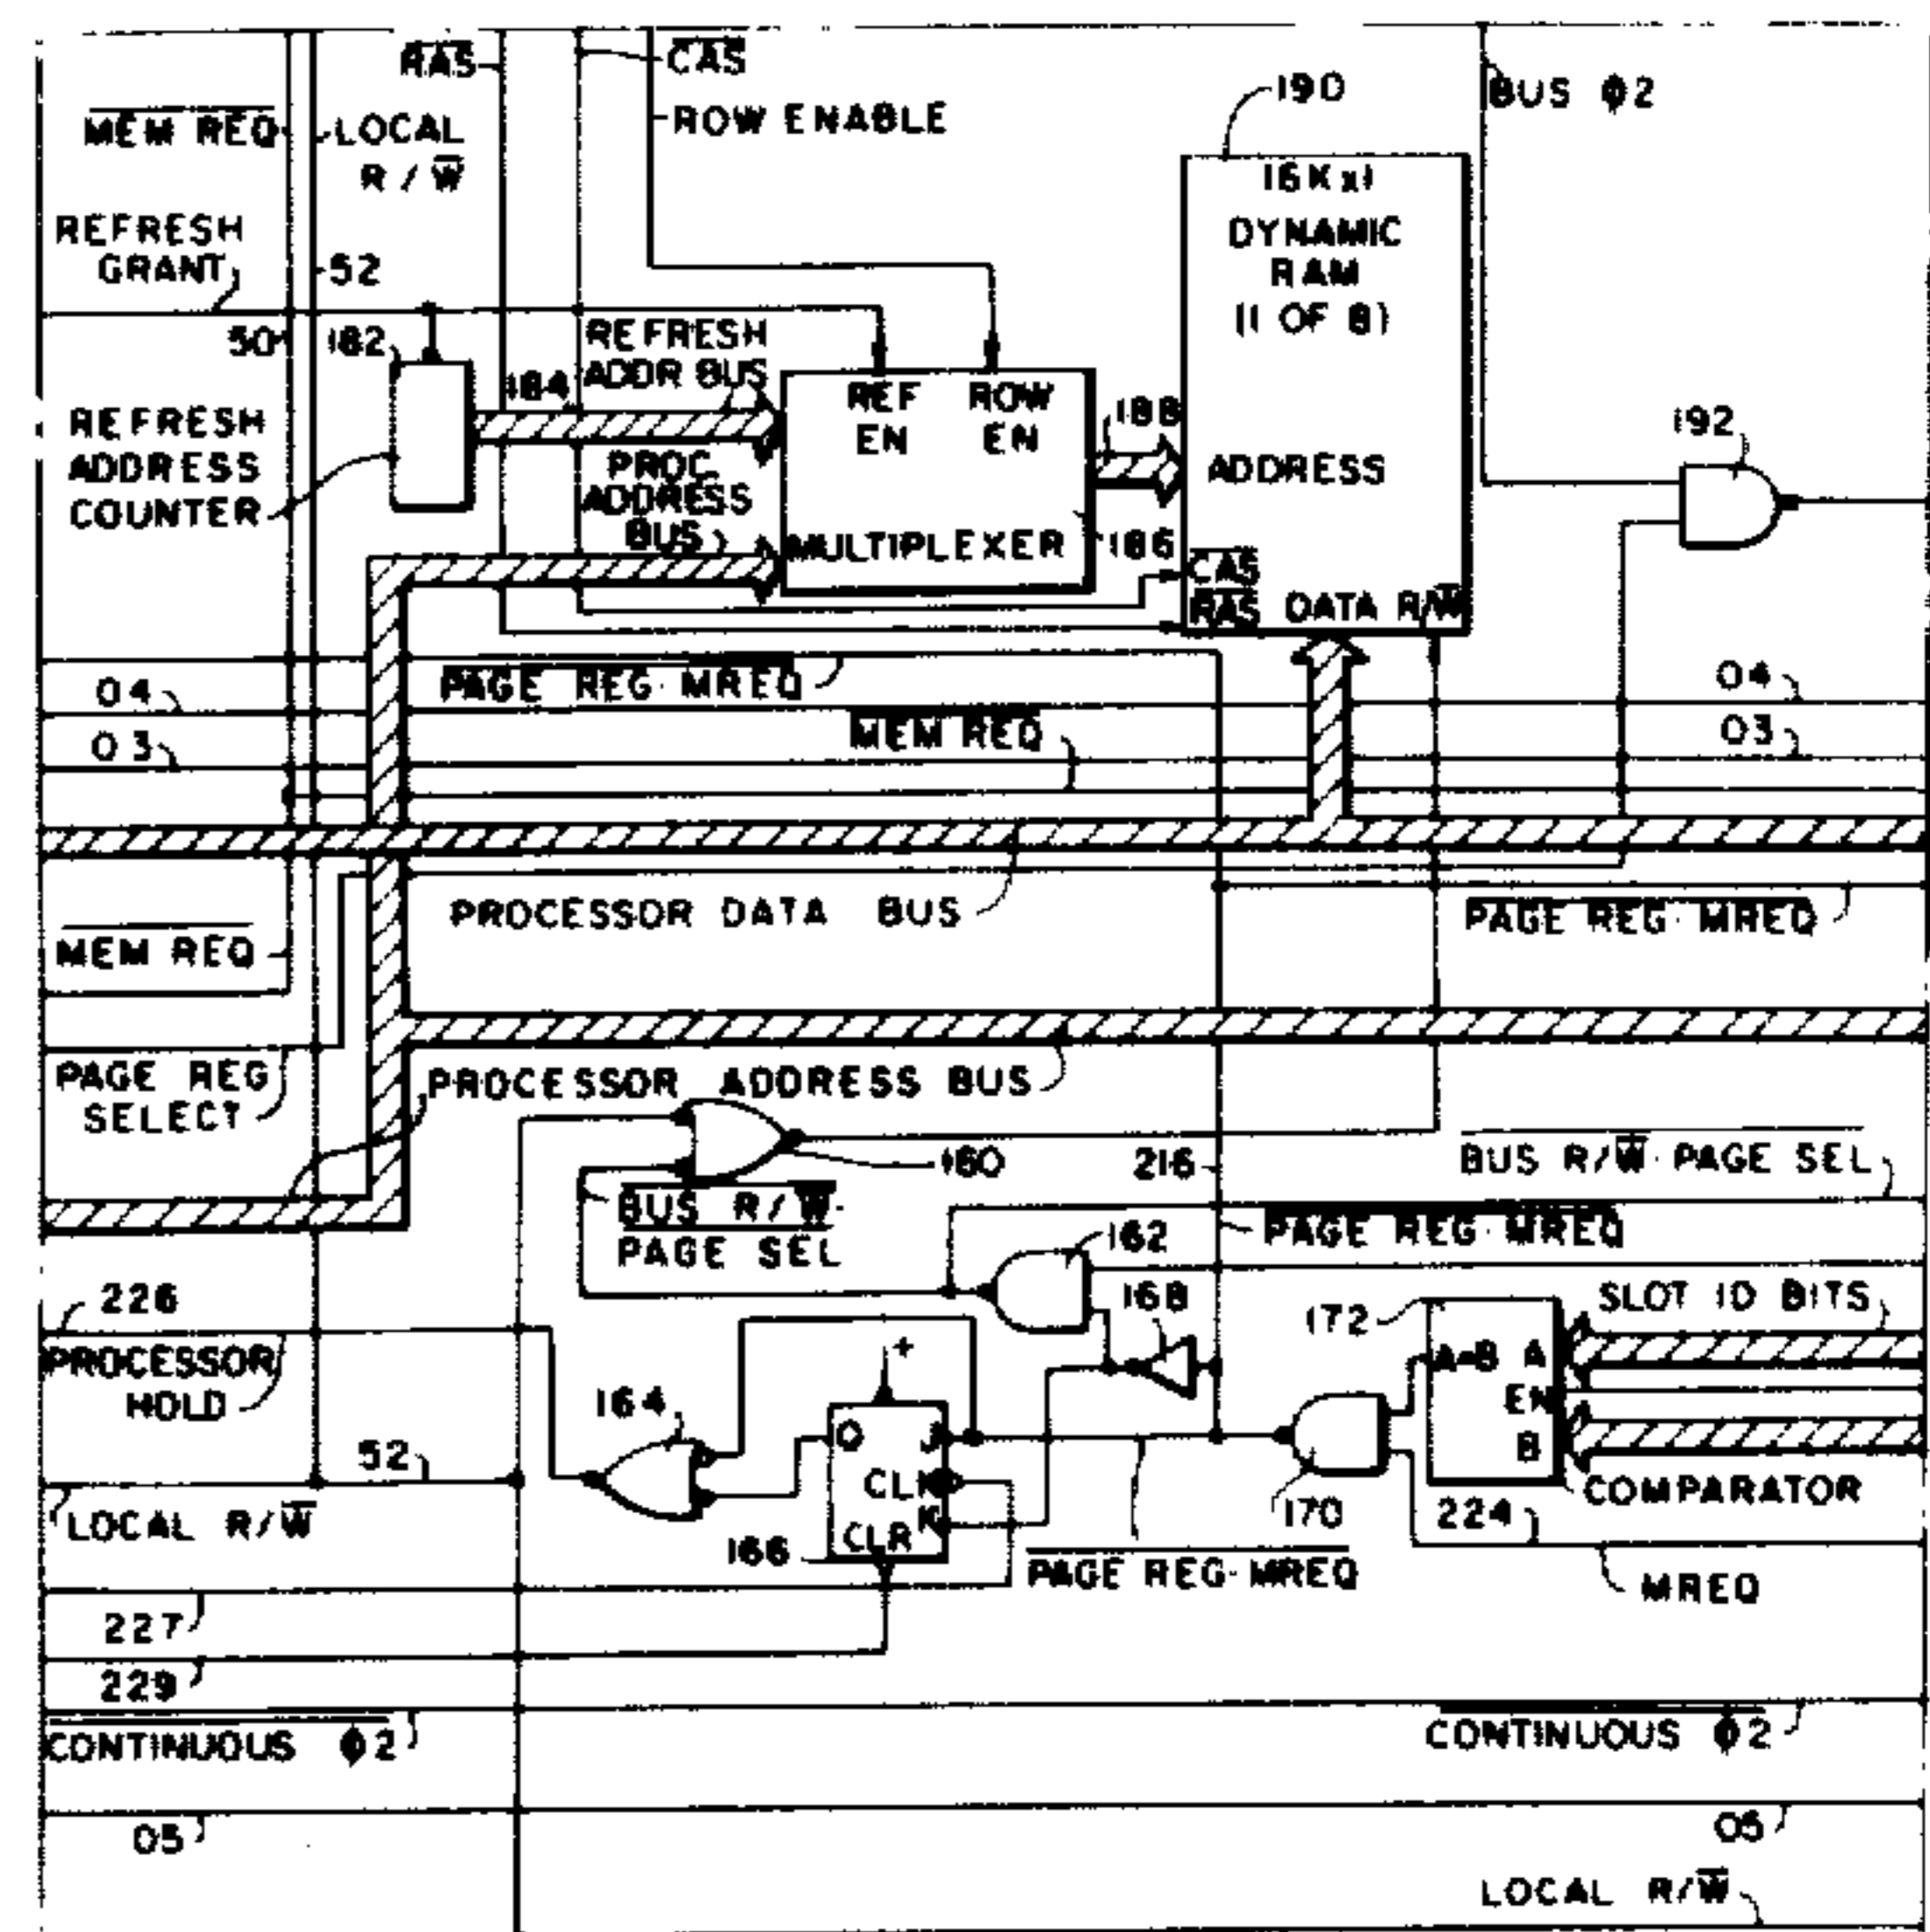 RAS
CAS
190
BUS ϕ2
MEM REQ
LOCAL
R/W
ROW ENABLE
16K x1
DYNAMIC
RAM
(1 OF 8)
REFRESH
GRANT
52
50
182
184
REFRESH
ADDR BUS
REF
EN
ROW
EN
188
192
REFRESH
ADDRESS
COUNTER
PROC.
ADDRESS
BUS
ADDRESS
MULTIPLEXER
186
CAS
RAS
DATA R/W
PAGE REG·MREQ
04
04
03
MEM REQ
03
PROCESSOR DATA BUS
PAGE REG·MREQ
MEM REQ
PAGE REG
SELECT
PROCESSOR ADDRESS BUS
160
216
BUS R/W·PAGE SEL
BUS R/W·
PAGE SEL
162
PAGE REG·MREQ
226
168
172
SLOT ID BITS
PROCESSOR
HOLD
+
A=B
A
EN
B
164
Q
J
CLK
K
CLR
52
COMPARATOR
LOCAL R/W
166
170
224
PAGE REG·MREQ
MREQ
227
229
CONTINUOUS ϕ2
CONTINUOUS ϕ2
05
05
LOCAL R/W